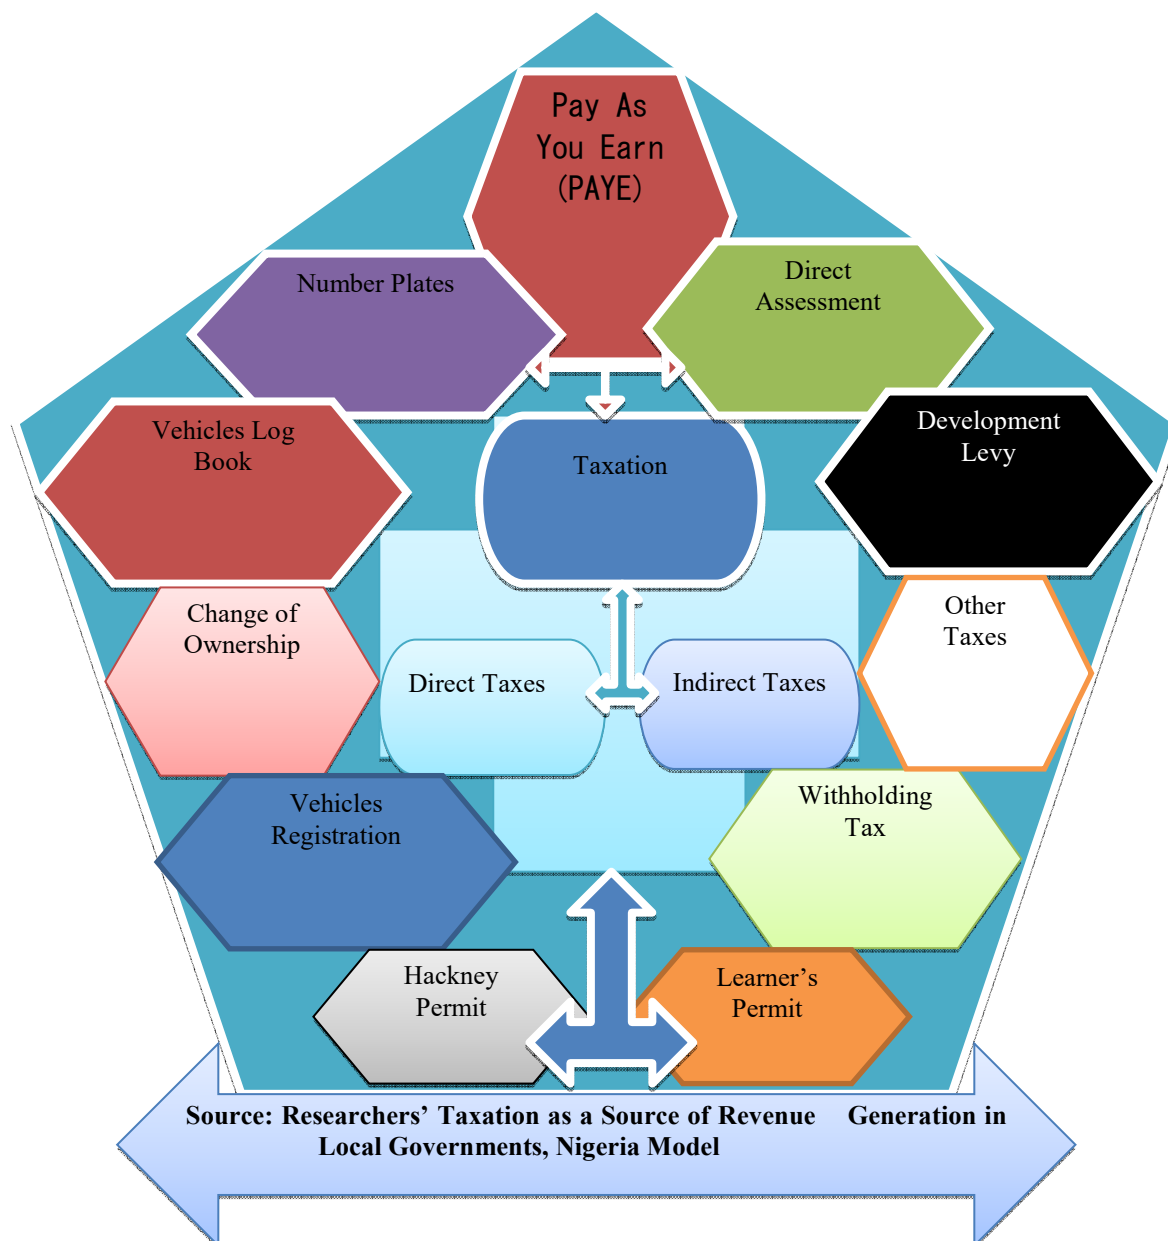 Pay As
You Earn
(PAYE)
Number Plates
Direct
Assessment
Vehicles Log
Book
Taxation
Development
Levy
Change of
Ownership
Other
Taxes
Direct Taxes
Indirect Taxes
Vehicles
Registration
Withholding
Tax
Hackney
Permit
Learner’s
Permit
Source: Researchers’ Taxation as a Source of Revenue Generation in
Local Governments, Nigeria Model